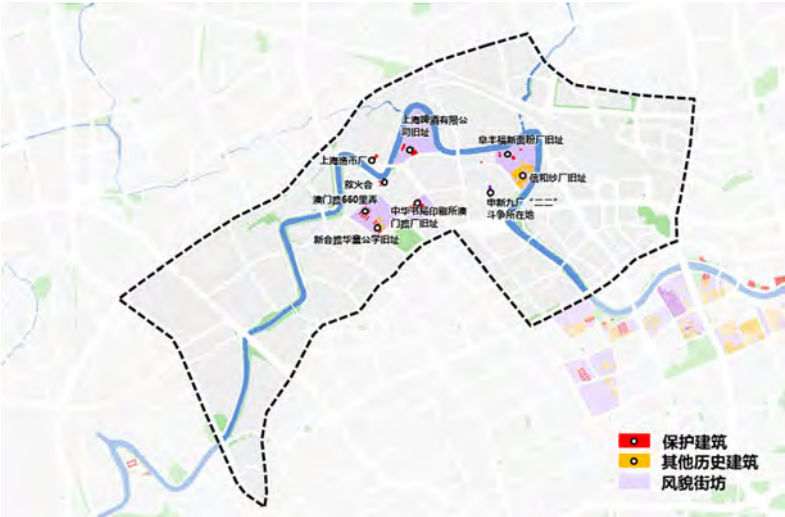 上海啤酒有限公
司旧址
阜丰福新面粉厂旧址
上海造币厂
信和纱厂旧址
救火会
申新九厂“二二”
斗争所在地
澳门路660里弄
中华书局印刷所澳
门路厂旧址
新会路华童公学旧址
保护建筑
其他历史建筑
风貌街坊